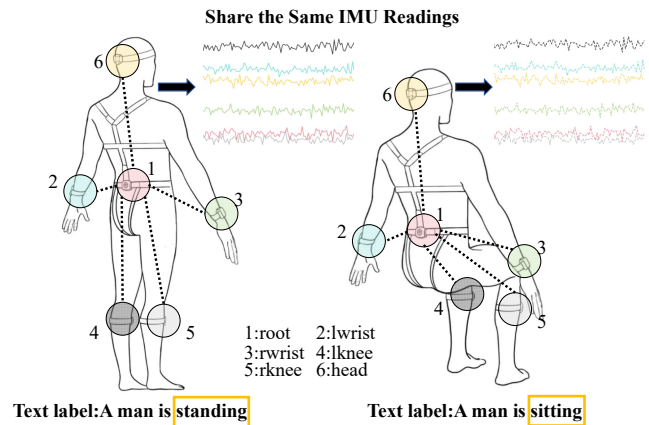 Share the Same IMU Readings
6
1
2
3
4
5
6
1
2
3
4
5
1:root 2:lwrist
3:rwrist 4:lknee
5:rknee 6:head
Text label:A man is standing
Text label:A man is sitting